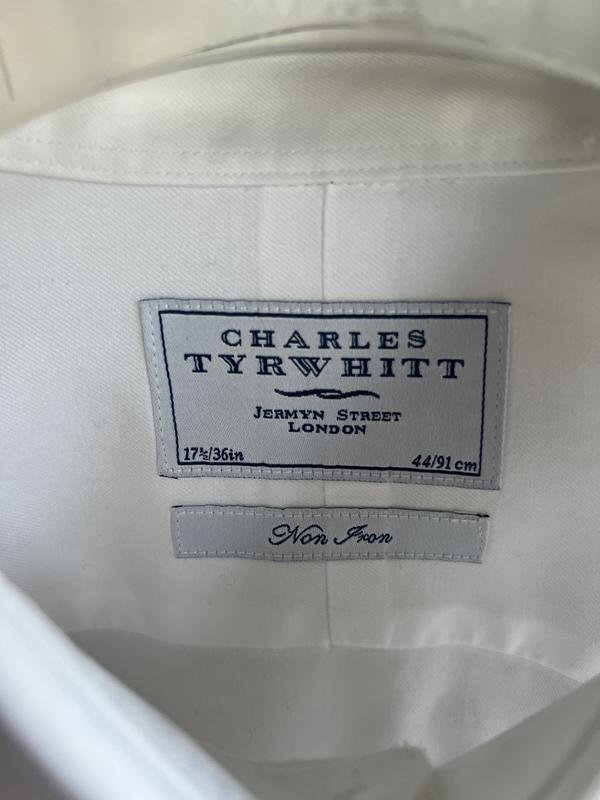 CHARLES
TYRWHITT
JERMYN STREET
LONDON
17½/36in 44/91 cm
Non Iron